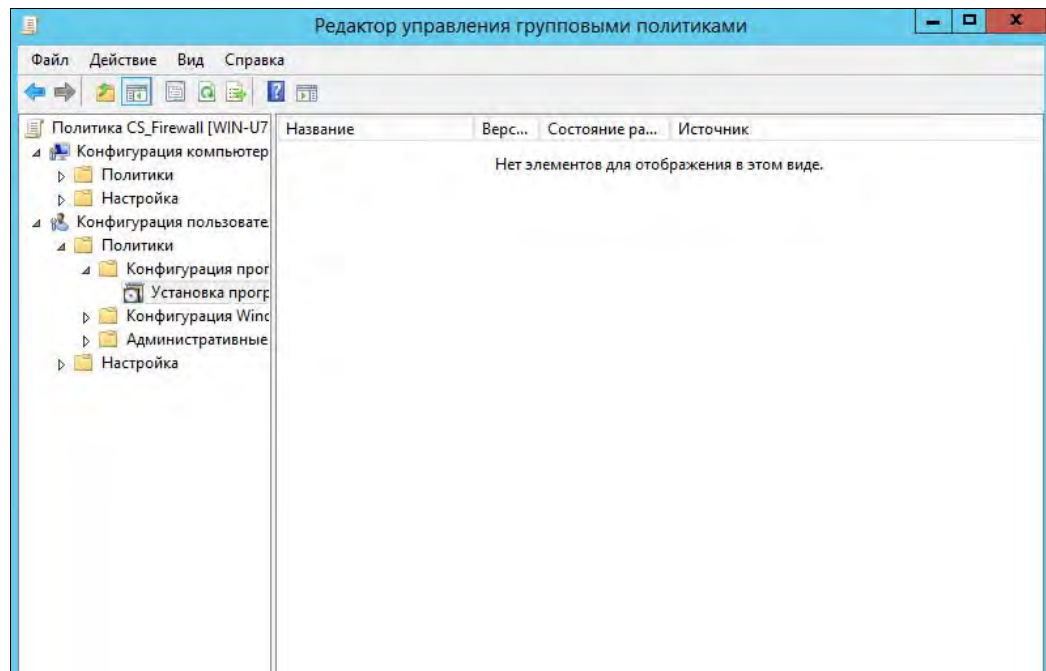 Редактор управления групповыми политиками
Файл Действие Вид Справка
Политика CS_Firewall [WIN-U7
Конфигурация компьютер
Политики
Настройка
Конфигурация пользовате
Политики
Конфигурация прог
Установка прогр
Конфигурация Winc
Административные
Настройка
Название Верс... Состояние ра... Источник
Нет элементов для отображения в этом виде.